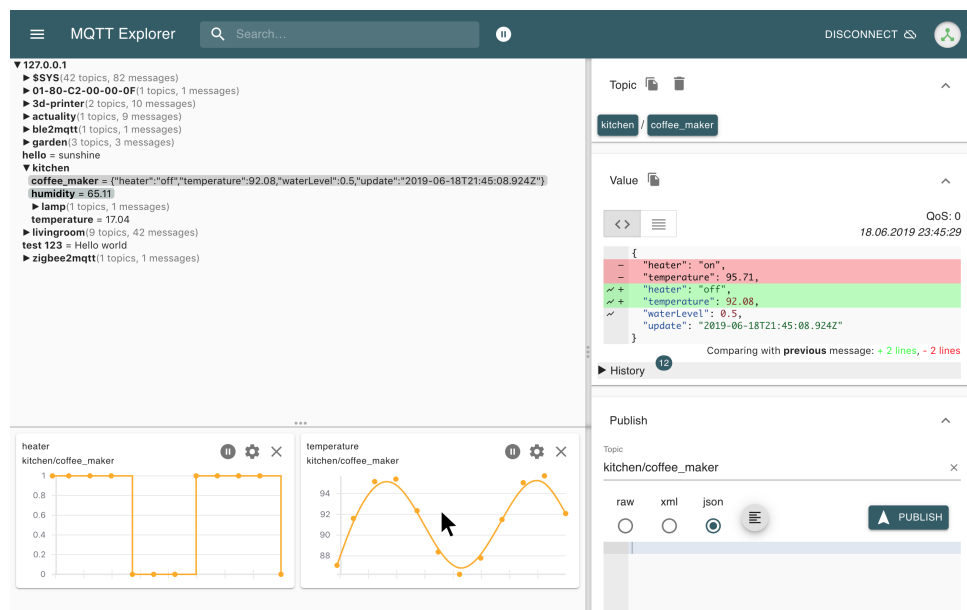 MQTT Explorer
Search...
DISCONNECT
▼ 127.0.0.1
▶ $SYS(42 topics, 82 messages)
▶ 01-80-C2-00-00-0F(1 topics, 1 messages)
▶ 3d-printer(2 topics, 10 messages)
▶ actuality(1 topics, 9 messages)
▶ ble2mqtt(1 topics, 1 messages)
▶ garden(3 topics, 3 messages)
hello = sunshine
▼ kitchen
coffee_maker = {"heater":"off","temperature":92.08,"waterLevel":0.5,"update":"2019-06-18T21:45:08.924Z"}
humidity = 65.11
▶ lamp(1 topics, 1 messages)
temperature = 17.04
▶ livingroom(9 topics, 42 messages)
test 123 = Hello world
▶ zigbee2mqtt(1 topics, 1 messages)
heater
kitchen/coffee_maker
1
0.8
0.6
0.4
0.2
0
temperature
kitchen/coffee_maker
94
92
90
88
Topic
kitchen / coffee_maker
Value
QoS: 0
18.06.2019 23:45:29
{
- "heater": "on",
- "temperature": 95.71,
+ "heater": "off",
+ "temperature": 92.08,
"waterLevel": 0.5,
"update": "2019-06-18T21:45:08.924Z"
}
Comparing with previous message: + 2 lines, - 2 lines
▶ History 12
Publish
Topic
kitchen/coffee_maker
raw xml json
PUBLISH